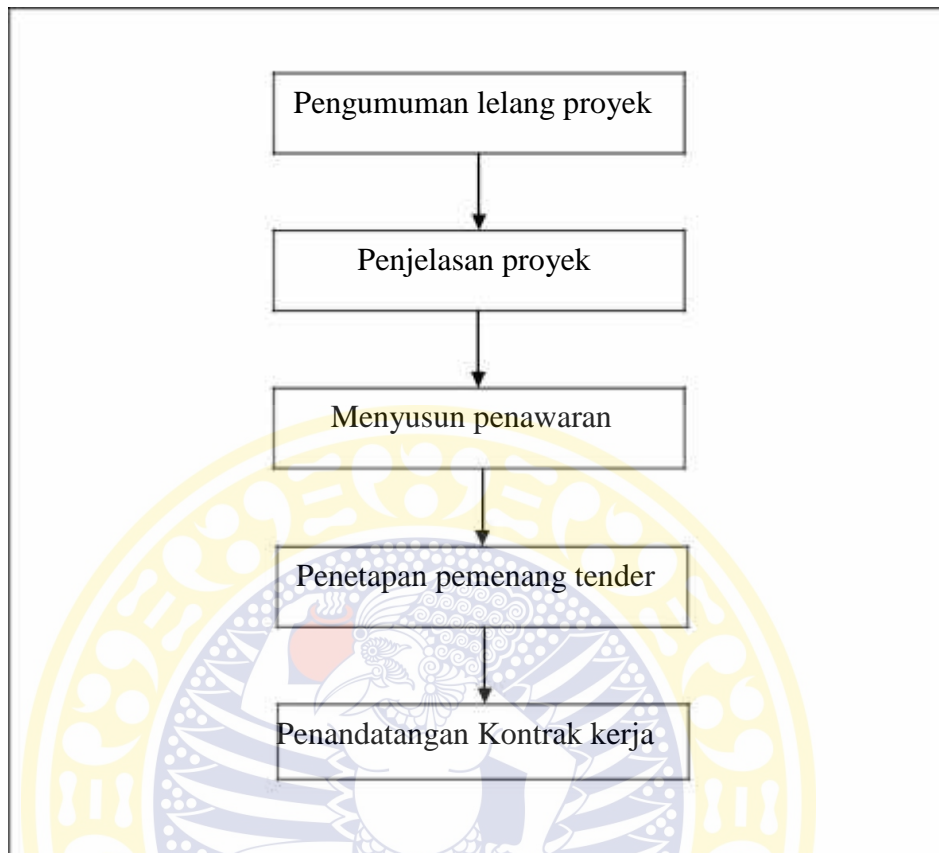 Pengumuman lelang proyek
Penjelasan proyek
Menyusun penawaran
Penetapan pemenang tender
Penandatangan Kontrak kerja